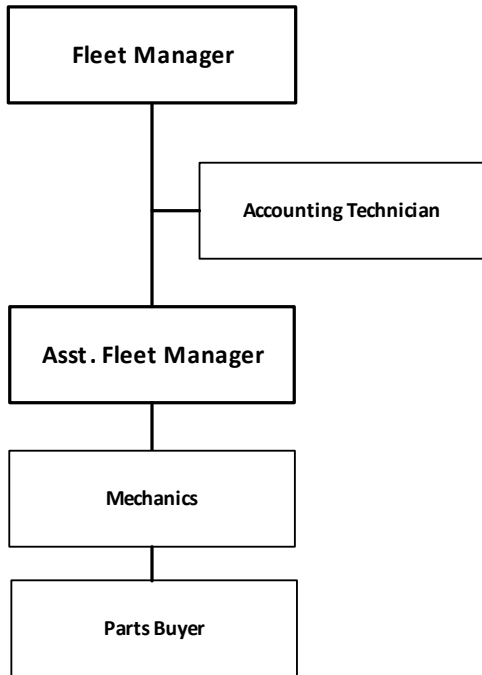 Fleet Manager
Accounting Technician
Asst. Fleet Manager
Mechanics
Parts Buyer